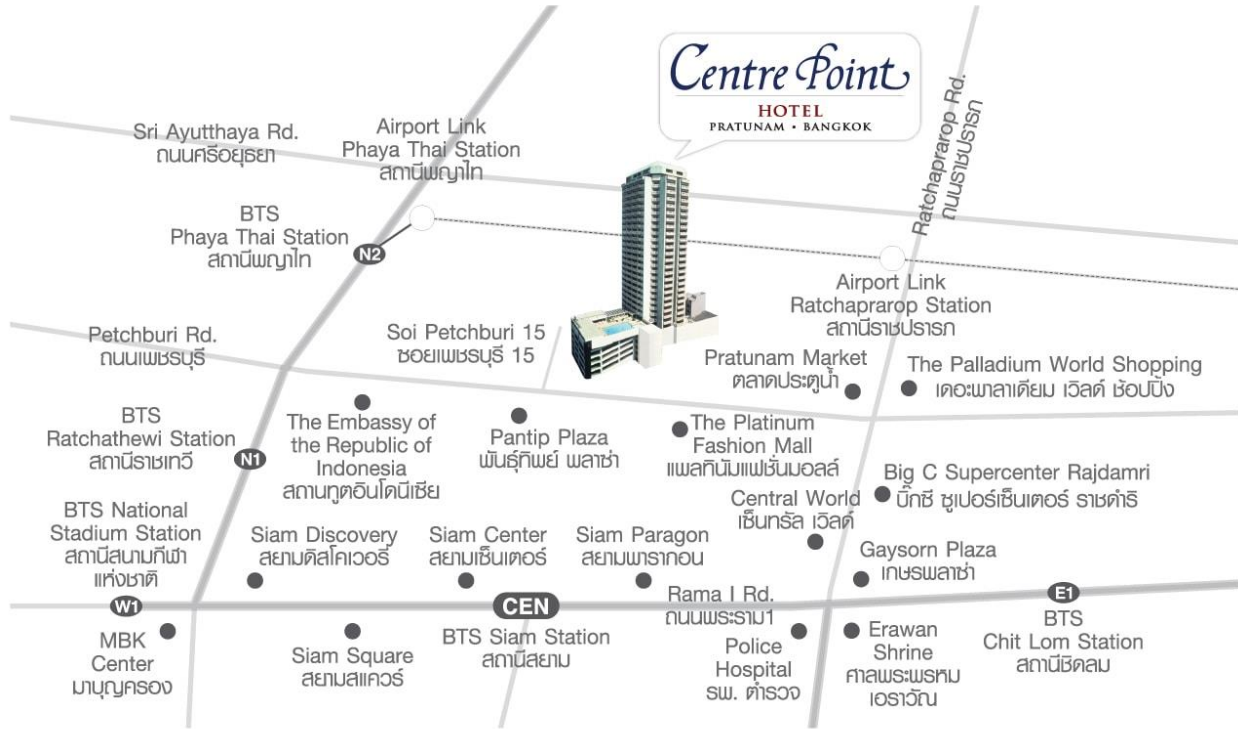 Centre Point
HOTEL
PRATUNAM • BANGKOK
Ratchaprarop Rd.
ถนนราชปรารภ
Sri Ayutthaya Rd.
ถนนศรีอยุธยา
Airport Link
Phaya Thai Station
สถานีพญาไท
BTS
Phaya Thai Station
สถานีพญาไท
N2
Airport Link
Ratchaprarop Station
สถานีราชปรารภ
Petchburi Rd.
ถนนเพชรบุรี
Soi Petchburi 15
ซอยเพชรบุรี 15
Pratunam Market
ตลาดประตูน้ำ
The Palladium World Shopping
เดอะพาลาเดียม เวิลด์ ช้อปปิ้ง
BTS
Ratchathewi Station
สถานีราชเทวี
N1
The Embassy of
the Republic of
Indonesia
สถานทูตอินโดนีเซีย
Pantip Plaza
พันธุ์ทิพย์ พลาซ่า
The Platinum
Fashion Mall
แพลทินัมแฟชั่นมอลล์
Big C Supercenter Rajdamri
บิ๊กซี ซูเปอร์เซ็นเตอร์ ราชดำริ
Central World
เซ็นทรัล เวิลด์
BTS National
Stadium Station
สถานีสนามกีฬา
แห่งชาติ
W1
Siam Discovery
สยามดิสโคเวอรี่
Siam Center
สยามเซ็นเตอร์
Siam Paragon
สยามพารากอน
Gaysorn Plaza
เกษรพลาซ่า
CEN
BTS Siam Station
สถานีสยาม
Rama I Rd.
ถนนพระราม1
E1
BTS
Chit Lom Station
สถานีชิดลม
MBK
Center
มาบุญครอง
Siam Square
สยามสแควร์
Police
Hospital
รพ. ตำรวจ
Erawan
Shrine
ศาลพระพรหม
เอราวัณ